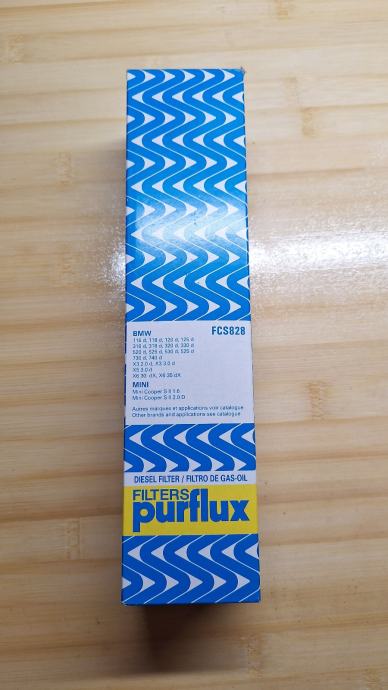 BMW FCS828
116 d, 118 d, 120 d, 125 d
316 d, 318 d, 320 d, 330 d
520 d, 525 d, 530 d, 525 d
730 d, 740 d
X3 2.0 d, X3 3.0 d
X5 3.0 d
X6 30 dX, X6 35 dX
MINI
Mini Cooper S II 1.6
Mini Cooper S II 2.0 D
Autres marques et applications voir catalogue
Other brands and applications see catalogue
DIESEL FILTER / FILTRO DE GAS-OIL
FILTERS
purflux